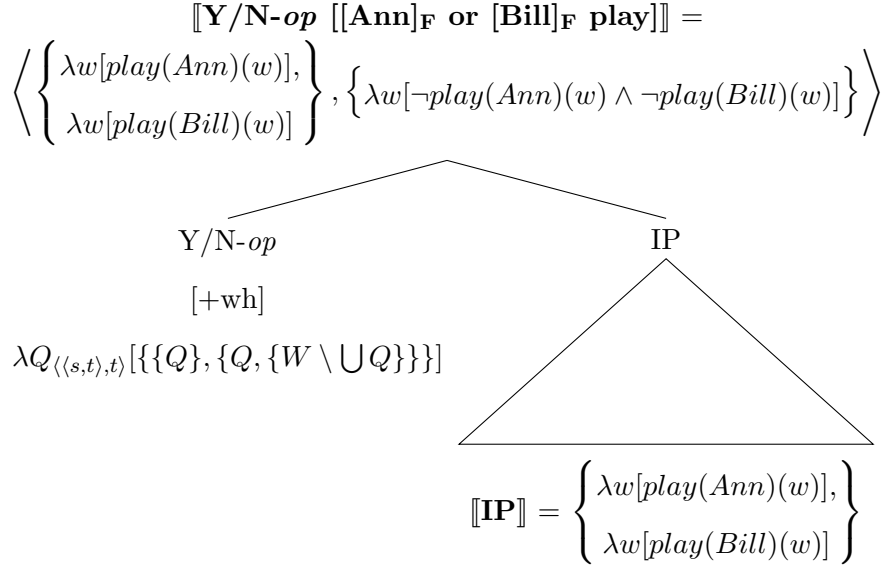 ⟦Y/N-op [[Ann]F or [Bill]F play]⟧ =
⟨{λw[play(Ann)(w)], λw[play(Bill)(w)]}, {λw[¬play(Ann)(w) ∧ ¬play(Bill)(w)]}⟩
Y/N-op IP
[+wh]
λQ⟨⟨s,t⟩,t⟩[{{Q}, {Q, {W \ ⋃ Q}}}]
⟦IP⟧ = {λw[play(Ann)(w)], λw[play(Bill)(w)]}